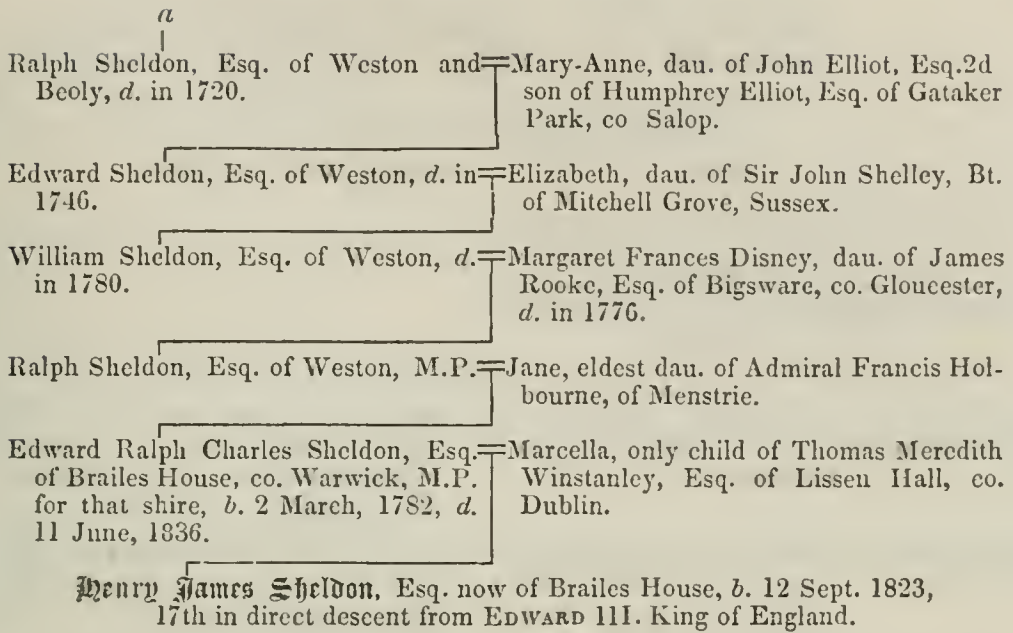 a
Ralph Sheldon, Esq. of Weston and=Mary-Anne, dau. of John Elliot, Esq.2d
Beoly, d. in 1720. son of Humphrey Elliot, Esq. of Gataker
Park, co Salop.
Edward Sheldon, Esq. of Weston, d. in=Elizabeth, dau. of Sir John Shelley, Bt.
1746. of Mitchell Grove, Sussex.
William Sheldon, Esq. of Weston, d.=Margaret Frances Disney, dau. of James
in 1780. Rooke, Esq. of Bigsware, co. Gloucester,
d. in 1776.
Ralph Sheldon, Esq. of Weston, M.P.=Jane, eldest dau. of Admiral Francis Hol-
bourne, of Menstrie.
Edward Ralph Charles Sheldon, Esq.=Marcella, only child of Thomas Meredith
of Brailes House, co. Warwick, M.P. Winstanley, Esq. of Lissen Hall, co.
for that shire, b. 2 March, 1782, d. Dublin.
11 June, 1836.
Henry James Sheldon, Esq. now of Brailes House, b. 12 Sept. 1823,
17th in direct descent from EDWARD III. King of England.